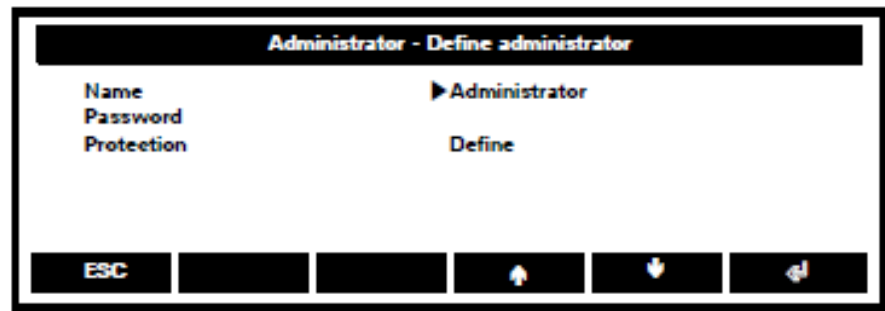 Administrator - Define administrator
Name ▶Administrator
Password
Protection Define
ESC